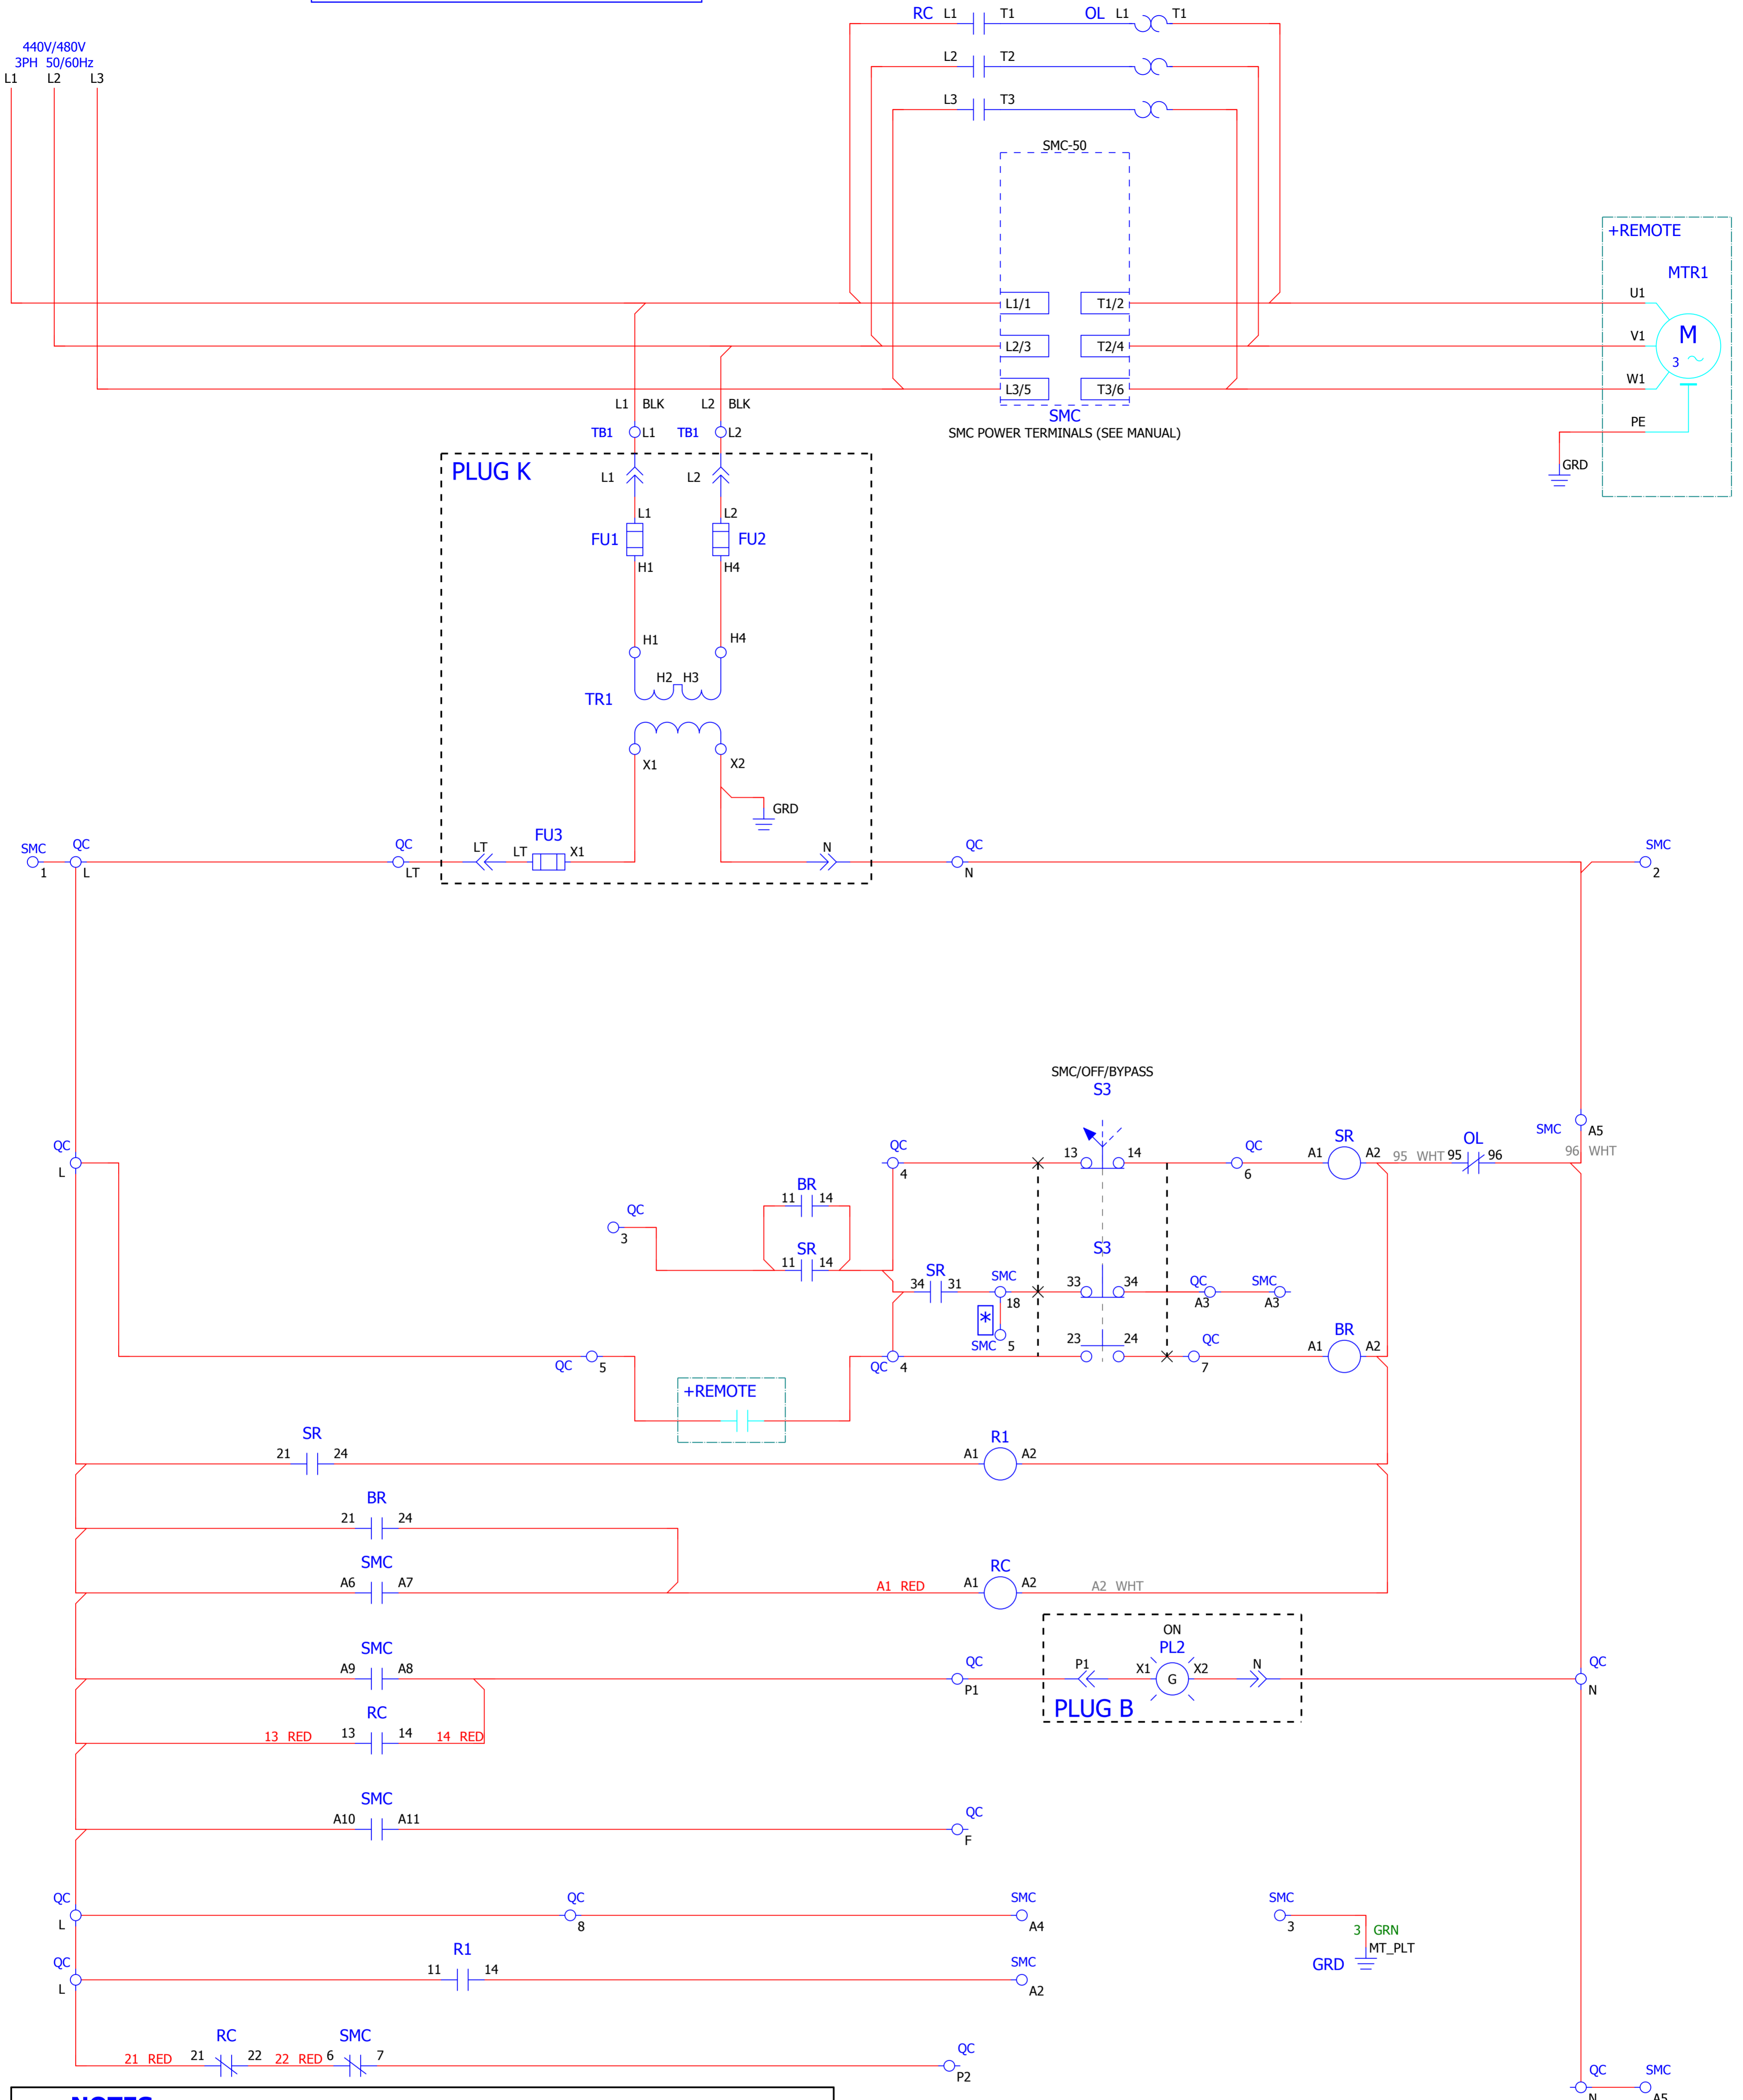 RC L1 T1 OL L1 T1
440V/480V
3PH 50/60Hz
L1 L2 L3
L2 T2
L3 T3
SMC-50
+REMOTE
MTR1
L1/1 T1/2 U1
L2/3 T2/4 V1
M
3
L3/5 T3/6 W1
L1 BLK L2 BLK
SMC
PE
TB1 L1 TB1 L2
SMC POWER TERMINALS (SEE MANUAL)
GRD
PLUG K
L1 L2
L1 L2
FU1 FU2
H1 H4
H1 H4
H2 H3
TR1
X1 X2
GRD
FU3
SMC QC QC LT LT X1 N QC SMC
1 L LT N 2
SMC/OFF/BYPASS
S3
SMC A5
QC QC 13 14 QC SR OL
L 4 6 A1 A2 95 WHT 95 96 96 WHT
BR
11 14
QC
3
SR
11 14
S3
SR SMC QC SMC
34 31 33 34
18 A3 A3
*
SMC 5
BR
23 24 QC A1 A2
QC 5 QC 4 7
+REMOTE
SR R1
21 24 A1 A2
BR
21 24
SMC RC
A6 A7 A1 RED A1 A2 A2 WHT
ON
SMC PL2
A9 A8 QC P1 X1 G X2 N QC
P1 N
PLUG B
RC
13 RED 13 14 14 RED
SMC
A10 A11 QC
F
QC QC SMC SMC
L 8 A4 3
3 GRN
MT_PLT
GRD
QC R1 SMC
L 11 14 A2
RC SMC
21 RED 21 22 22 RED 6 7 QC
P2
QC SMC
N A5
NOTES